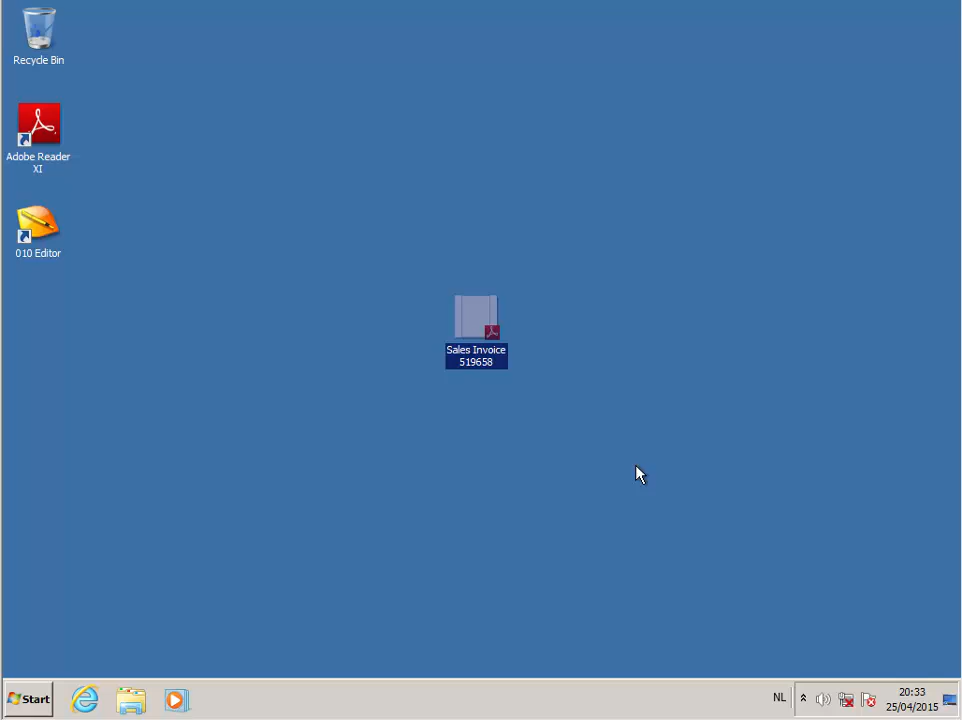 Recycle Bin
Adobe Reader
XI
010 Editor
Sales Invoice
519658
Start
NL
20:33
25/04/2015